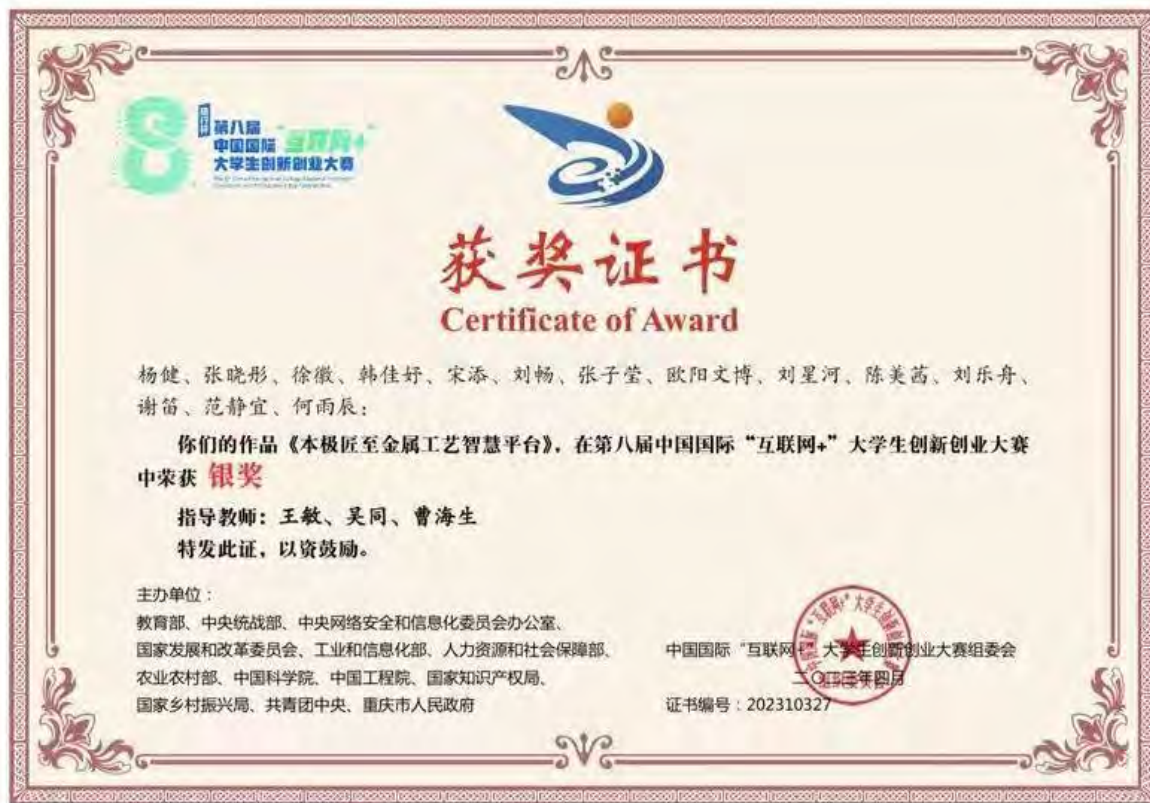 建行杯
第八届
中国国际"互联网+"
大学生创新创业大赛
获奖证书
Certificate of Award
杨健、张晓彤、徐徽、韩佳妤、宋添、刘畅、张子莹、欧阳文博、刘星河、陈美茜、刘乐舟、
谢笛、范静宜、何雨辰：
你们的作品《本极匠至金属工艺智慧平台》，在第八届中国国际“互联网+”大学生创新创业大赛
中荣获 银奖
指导教师：王敏、吴同、曹海生
特发此证，以资鼓励。
主办单位：
教育部、中央统战部、中央网络安全和信息化委员会办公室、
国家发展和改革委员会、工业和信息化部、人力资源和社会保障部、
农业农村部、中国科学院、中国工程院、国家知识产权局、
国家乡村振兴局、共青团中央、重庆市人民政府
中国国际“互联网+”大学生创新创业大赛组委会
二〇二三年四月
证书编号：202310327